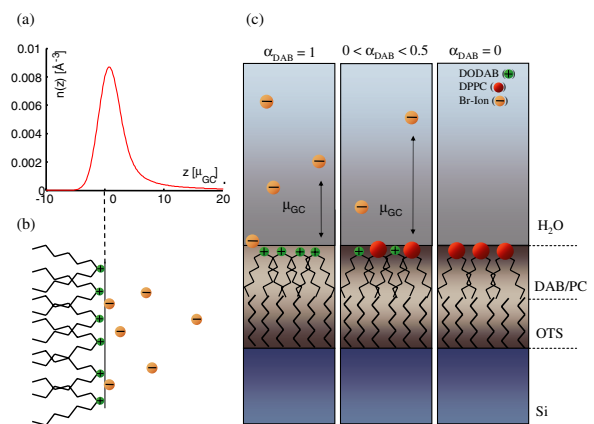 (a)
0.01
0.008
0.006
0.004
0.002
0
n(z) [Å⁻³]
z [μ_GC]
-10 0 10 20
(b)
(c)
α_DAB = 1
0 < α_DAB < 0.5
α_DAB = 0
DODAB (+)
DPPC ( )
Br-Ion (−)
μ_GC
μ_GC
H₂O
DAB/PC
OTS
Si